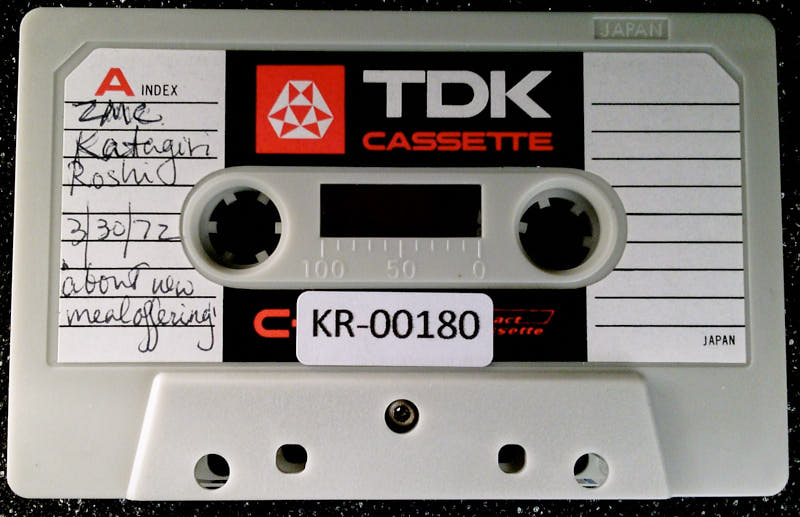 JAPAN
A INDEX
ZMC
Katagiri
Roshi
3/30/72
about new
meal offering
TDK
CASSETTE
100 50 0
C-
KR-00180
JAPAN